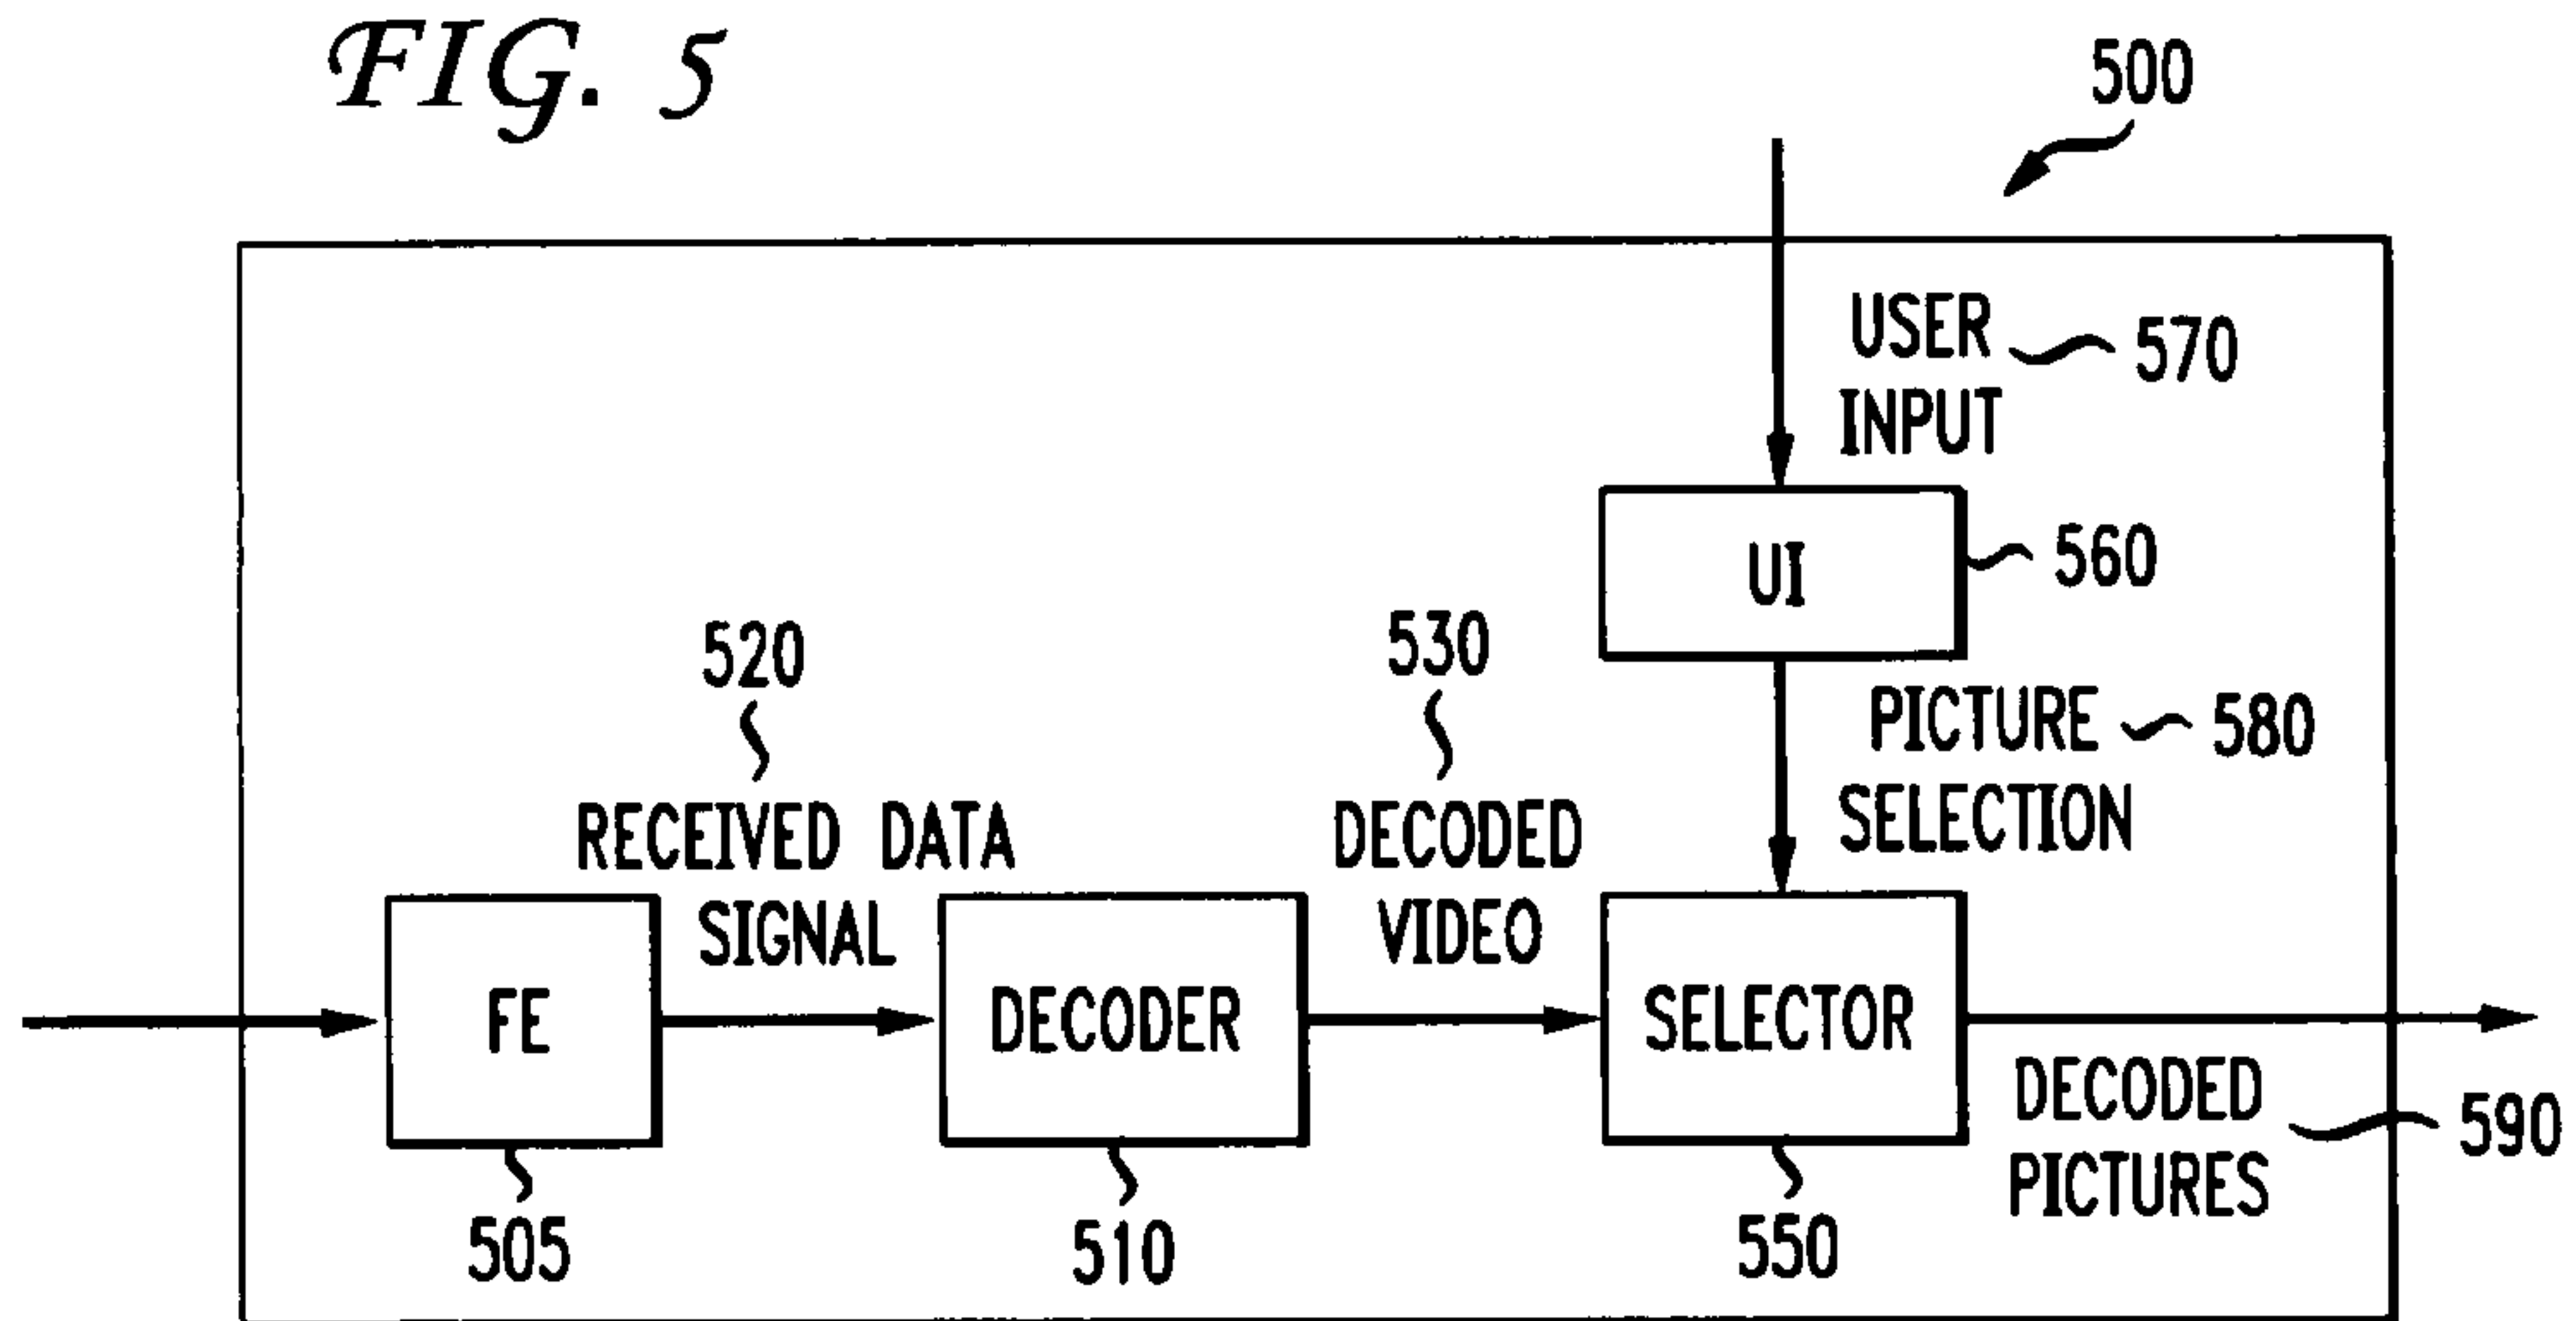 FIG. 5
500
USER
INPUT
570
UI
560
520
530
PICTURE
SELECTION
580
RECEIVED DATA
SIGNAL
DECODED
VIDEO
FE
DECODER
SELECTOR
DECODED
PICTURES
590
505
510
550